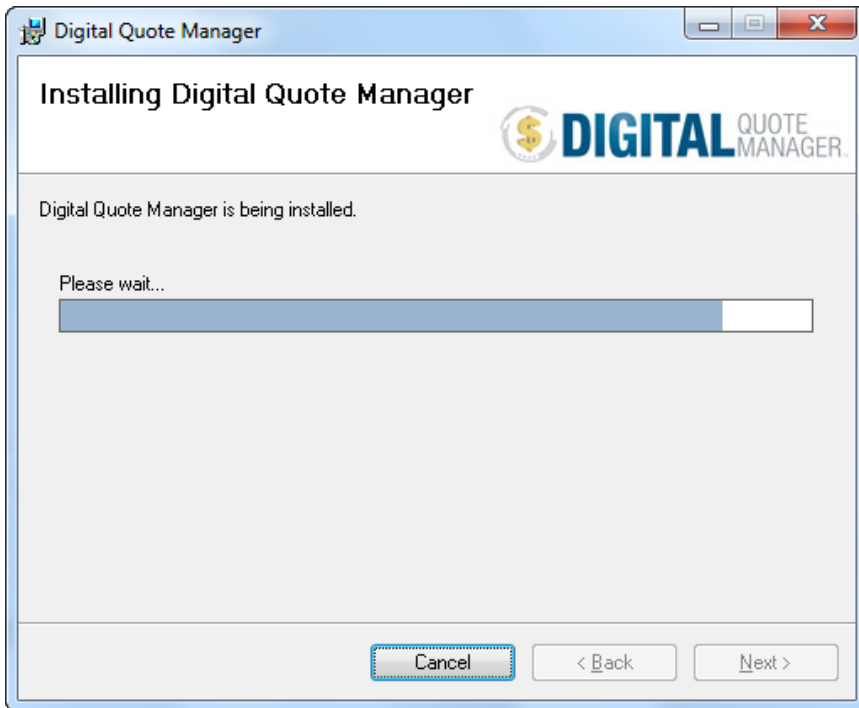 Digital Quote Manager
Installing Digital Quote Manager
DIGITAL QUOTE MANAGER
Digital Quote Manager is being installed.
Please wait...
Cancel
< Back
Next >